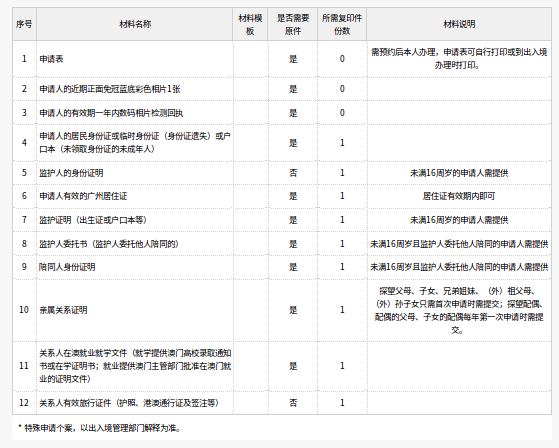 序号 材料名称 材料模板 是否需要原件 所需复印件份数 材料说明
1 申请表 是 0 需预约后本人办理，申请表可自行打印或到出入境
办理时打印。
2 申请人的近期正面免冠蓝底彩色相片1张 是 0
3 申请人的有效期一年内数码相片检测回执 是 0
4 申请人的居民身份证或临时身份证（身份证遗失）或户
口本（未领取身份证的未成年人） 是 1
5 监护人的身份证明 否 1 未满16周岁的申请人需提供
6 申请人有效的广州居住证 是 1 居住证有效期内即可
7 监护证明（出生证或户口本等） 是 1 未满16周岁的申请人需提供
8 监护人委托书（监护人委托他人陪同的） 是 1 未满16周岁且监护人委托他人陪同的申请人需提供
9 陪同人身份证明 是 1 未满16周岁且监护人委托他人陪同的申请人需提供
10 亲属关系证明 是 1 探望父母、子女、兄弟姐妹、（外）祖父母、
（外）孙子女只需首次申请时需提交；探望配偶、
配偶的父母、子女的配偶每年第一次申请时需提
交。
11 关系人在澳就业就学文件（就学提供澳门高校录取通知
书或在学证明书；就业提供澳门主管部门批准在澳门就
业的证明文件） 是 1
12 关系人有效旅行证件（护照、港澳通行证及签注等） 否 1
* 特殊申请个案，以出入境管理部门解释为准。